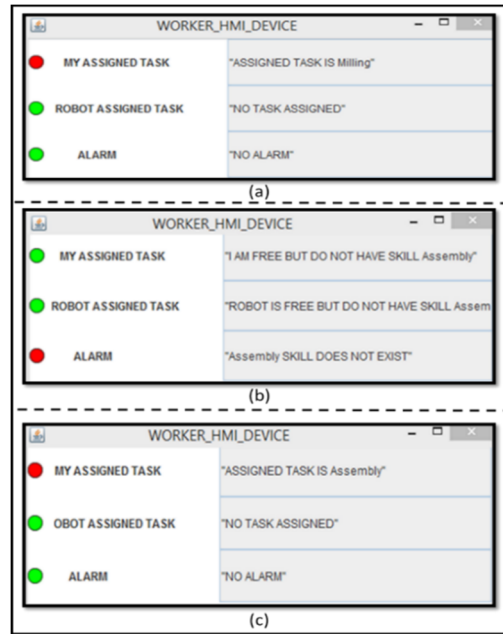 WORKER_HMI_DEVICE
MY ASSIGNED TASK "ASSIGNED TASK IS Milling"
ROBOT ASSIGNED TASK "NO TASK ASSIGNED"
ALARM "NO ALARM"
(a)
WORKER_HMI_DEVICE
MY ASSIGNED TASK "I AM FREE BUT DO NOT HAVE SKILL Assembly"
ROBOT ASSIGNED TASK "ROBOT IS FREE BUT DO NOT HAVE SKILL Assem
ALARM "Assembly SKILL DOES NOT EXIST"
(b)
WORKER_HMI_DEVICE
MY ASSIGNED TASK "ASSIGNED TASK IS Assembly"
OBOT ASSIGNED TASK "NO TASK ASSIGNED"
ALARM "NO ALARM"
(c)